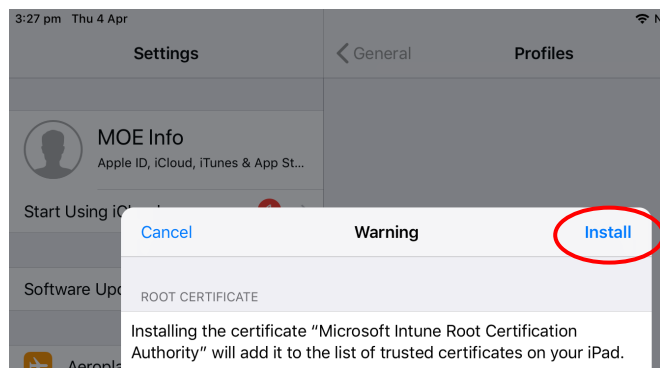 3:27 pm Thu 4 Apr
Settings
General
Profiles
MOE Info
Apple ID, iCloud, iTunes & App St...
Start Using
Cancel
Warning
Install
Software
ROOT CERTIFICATE
Installing the certificate “Microsoft Intune Root Certification
Authority” will add it to the list of trusted certificates on your iPad.